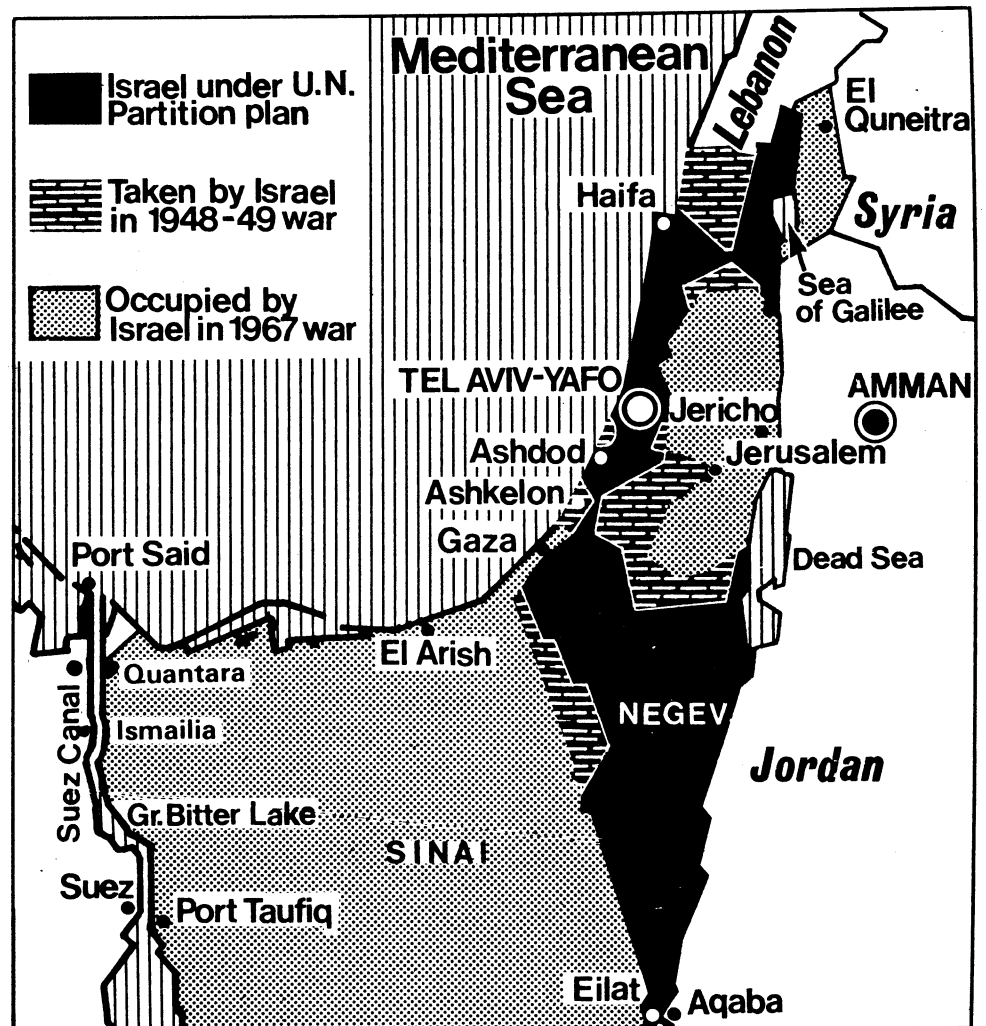 Israel under U.N.
Partition plan
Taken by Israel
in 1948-49 war
Occupied by
Israel in 1967 war
Mediterranean
Sea
Lebanon
El
Quneitra
Haifa
Syria
Sea
of Galilee
TEL AVIV-YAFO
AMMAN
Jericho
Ashdod
Jerusalem
Ashkelon
Gaza
Port Said
Dead Sea
El Arish
Quantara
NEGEV
Suez Canal
Ismailia
Jordan
Gr. Bitter Lake
SINAI
Suez
Port Taufiq
Eilat
Aqaba